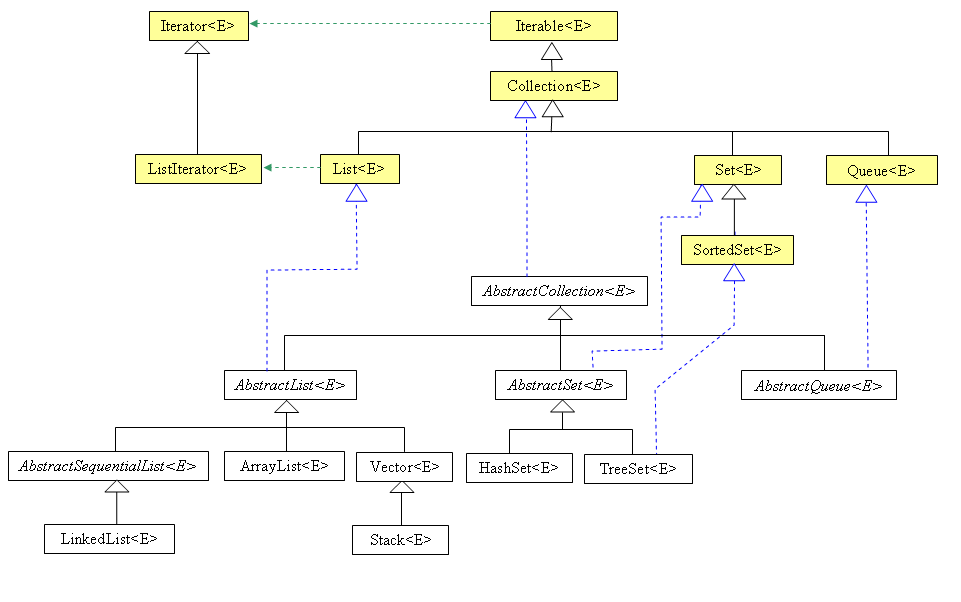 Iterator<E>
Iterable<E>
Collection<E>
ListIterator<E>
List<E>
Set<E>
Queue<E>
SortedSet<E>
AbstractCollection<E>
AbstractList<E>
AbstractSet<E>
AbstractQueue<E>
AbstractSequentialList<E>
ArrayList<E>
Vector<E>
HashSet<E>
TreeSet<E>
LinkedList<E>
Stack<E>